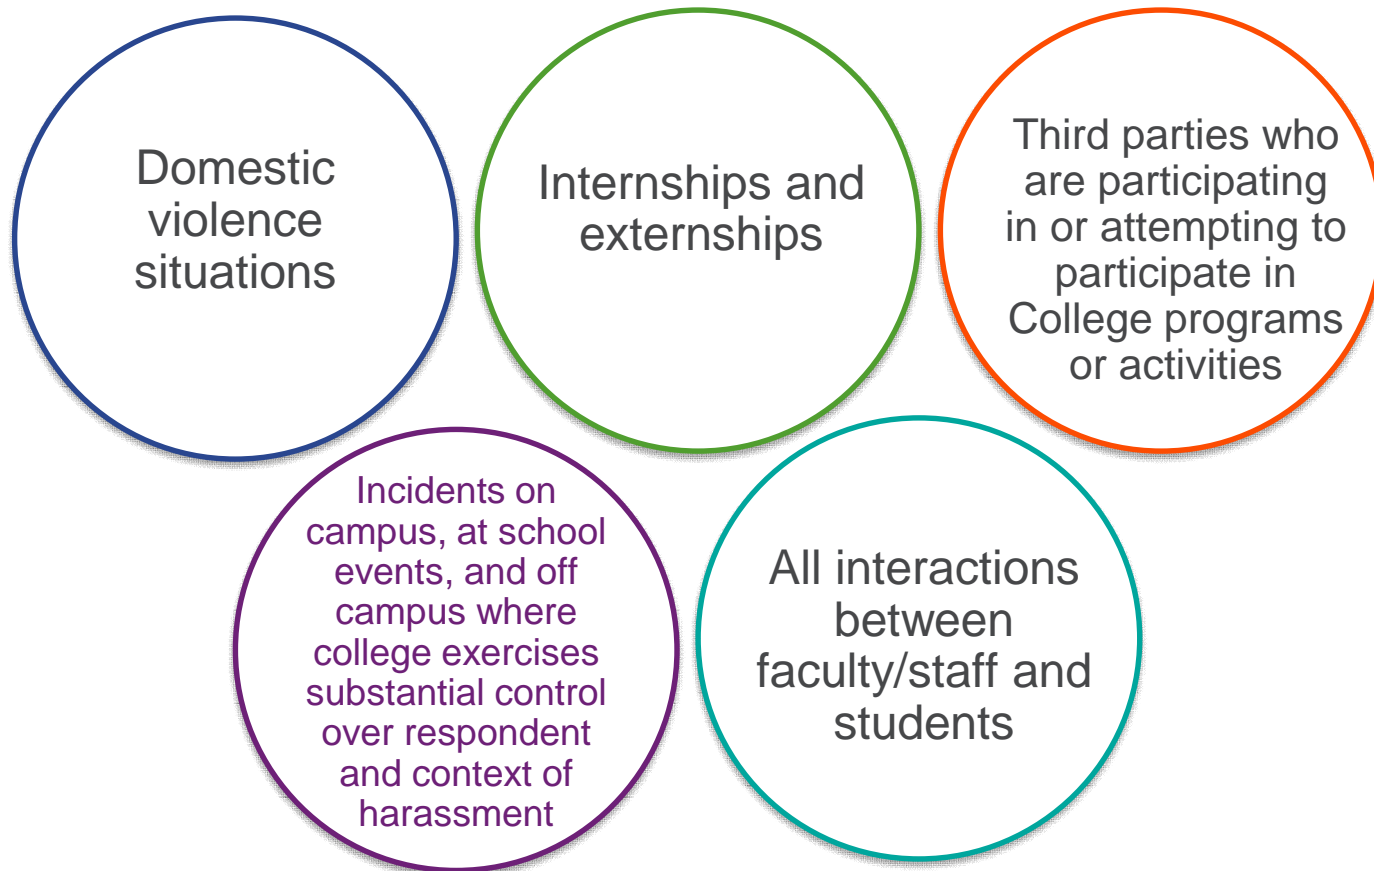 Domestic
violence
situations
Internships and
externships
Third parties who
are participating
in or attempting to
participate in
College programs
or activities
Incidents on
campus, at school
events, and off
campus where
college exercises
substantial control
over respondent
and context of
harassment
All interactions
between
faculty/staff and
students